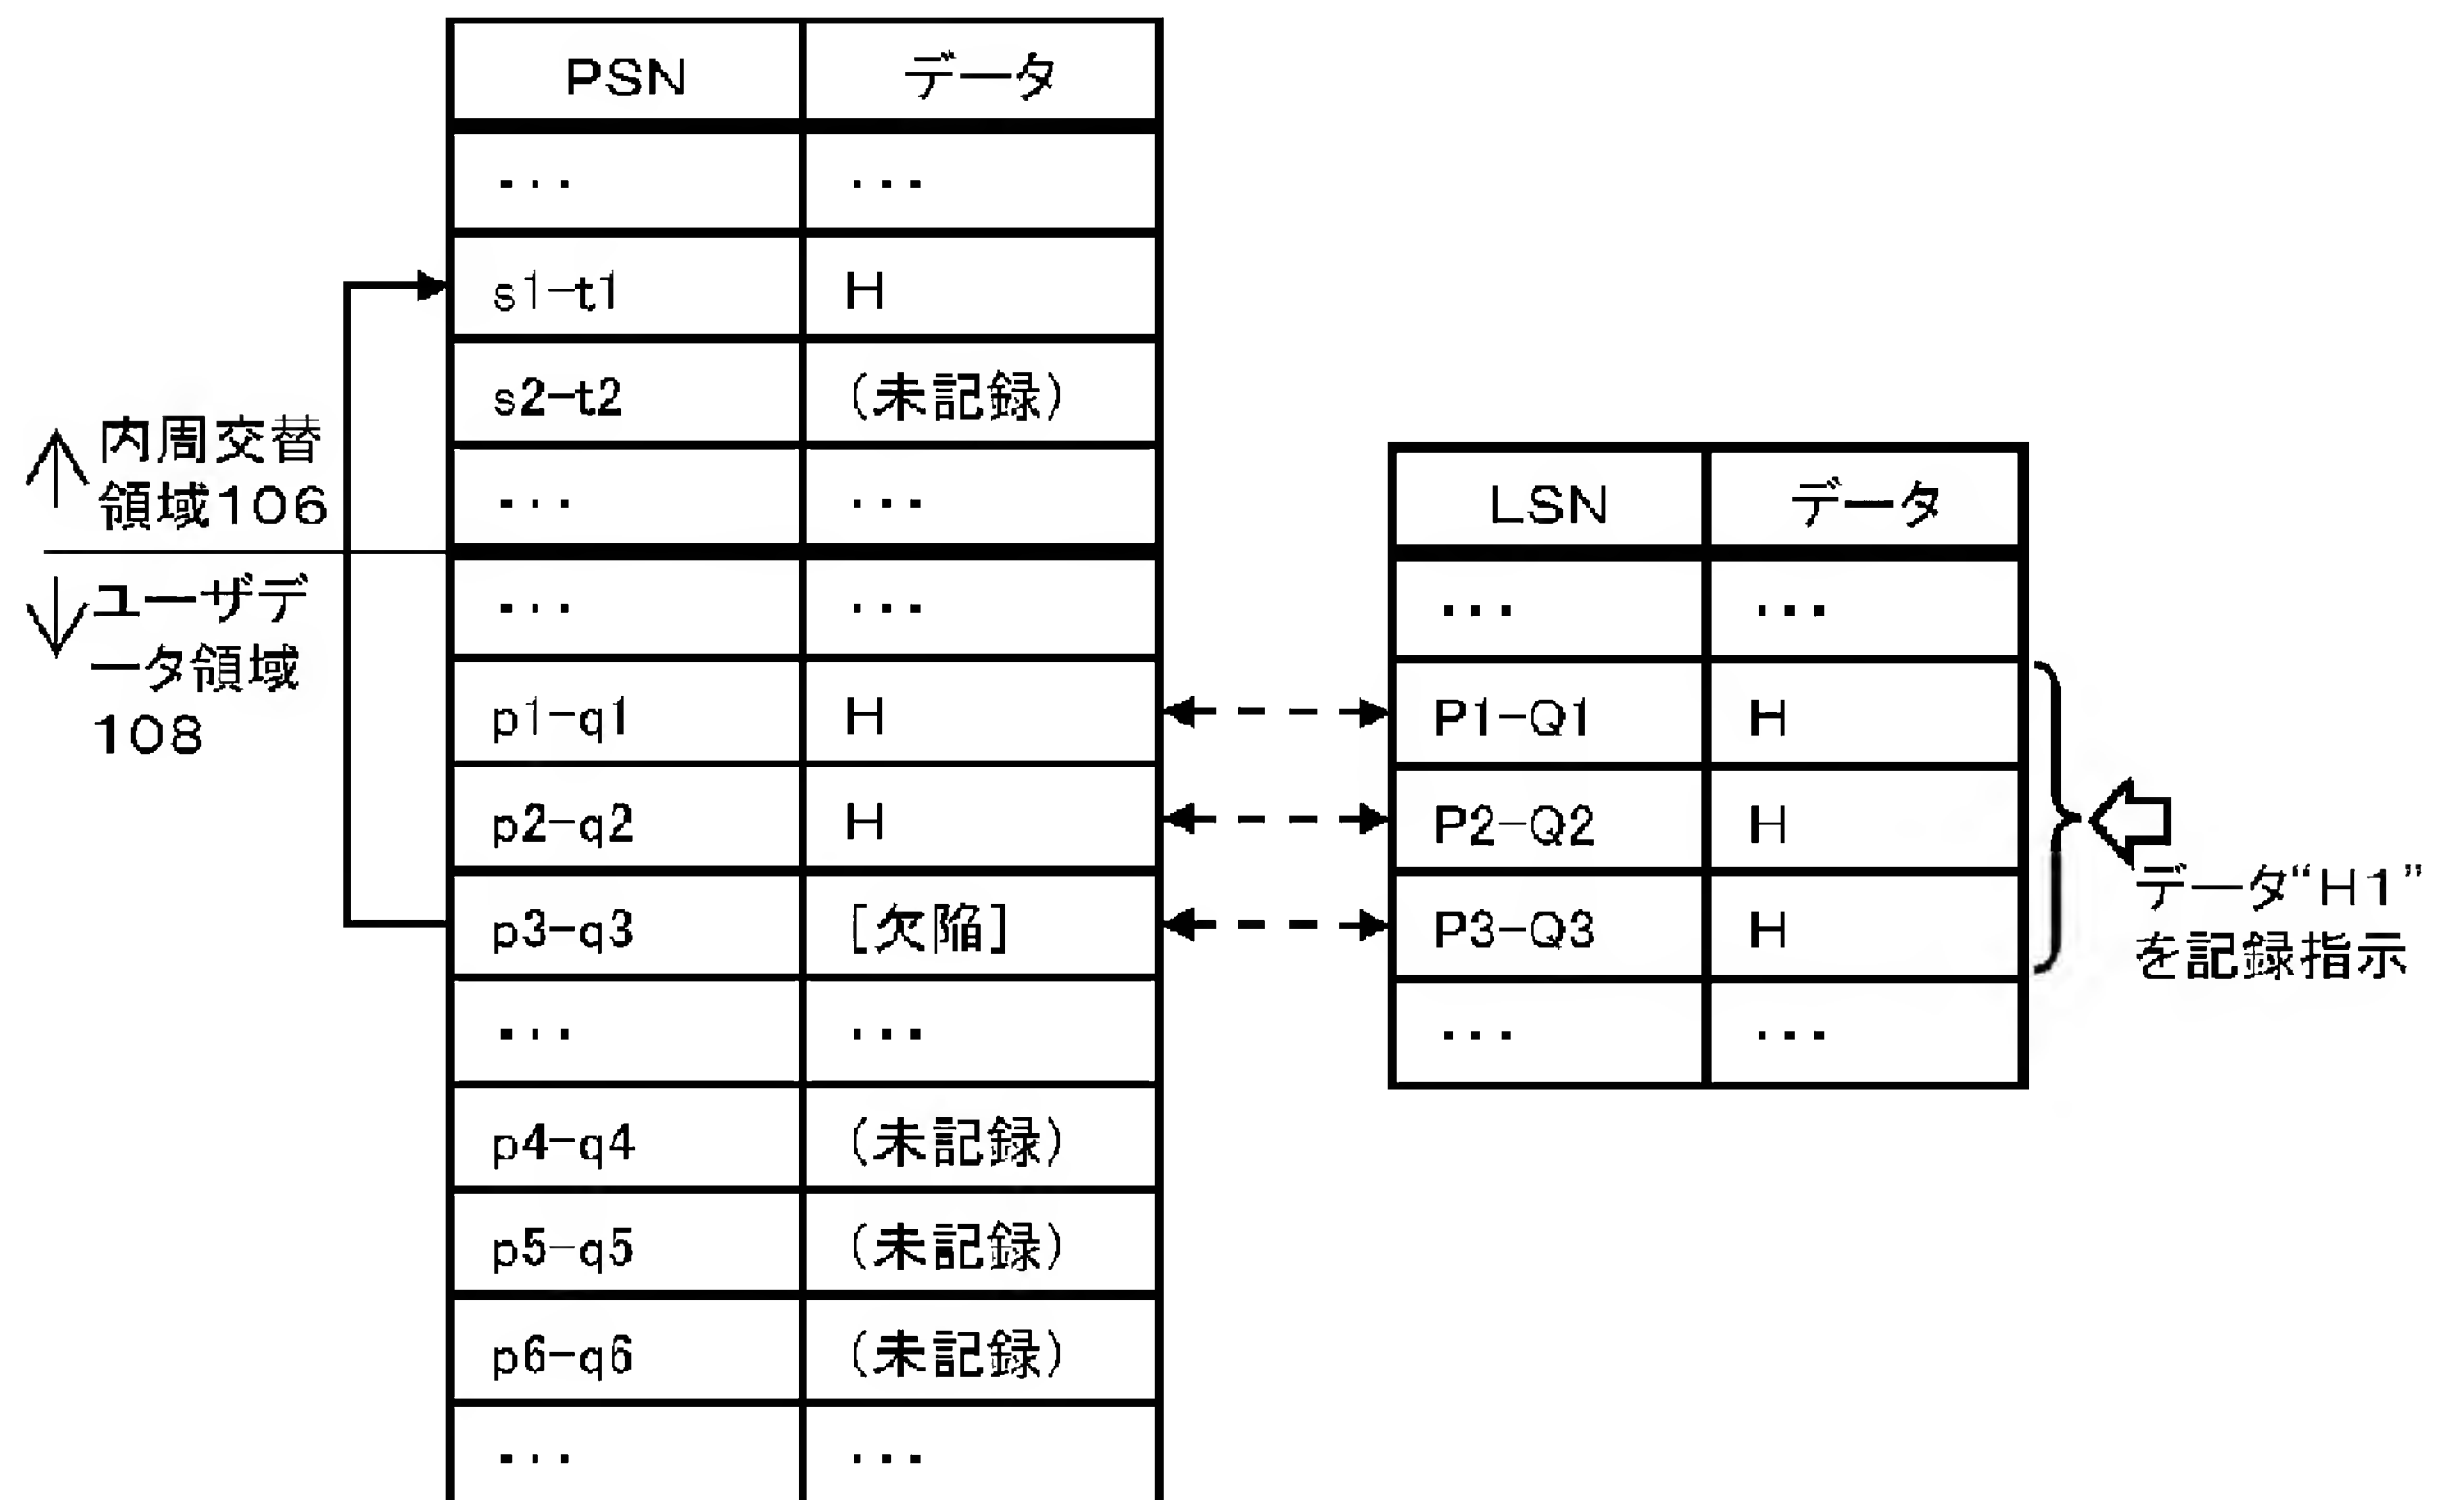 PSN データ
・・・ ・・・
s1-t1 H
s2-t2 (未記録)
・・・ ・・・
・・・ ・・・
p1-q1 H
p2-q2 H
p3-q3 [欠陥]
・・・ ・・・
p4-q4 (未記録)
p5-q5 (未記録)
p6-q6 (未記録)
・・・ ・・・
内周交替
領域106
ユーザデ
ータ領域
108
LSN データ
・・・ ・・・
P1-Q1 H
P2-Q2 H
P3-Q3 H
・・・ ・・・
データ“H1”
を記録指示